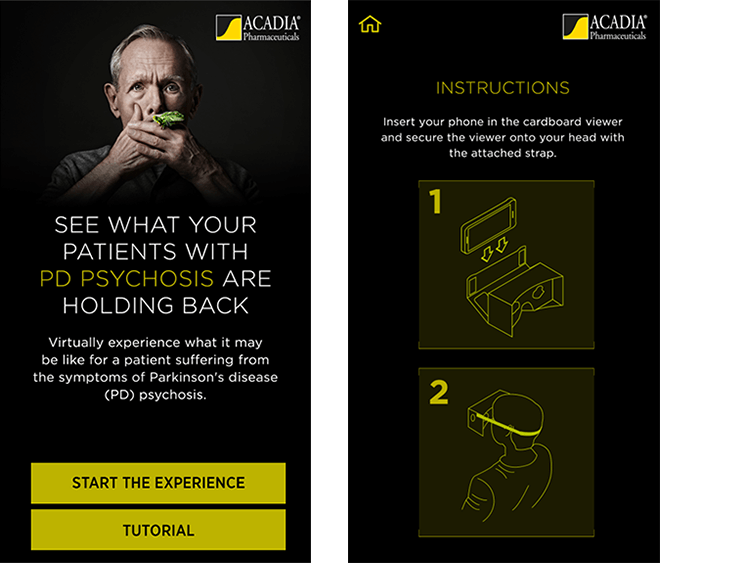 ACADIA®
Pharmaceuticals
SEE WHAT YOUR
PATIENTS WITH
PD PSYCHOSIS ARE
HOLDING BACK
Virtually experience what it may
be like for a patient suffering from
the symptoms of Parkinson's disease
(PD) psychosis.
START THE EXPERIENCE
TUTORIAL
ACADIA®
Pharmaceuticals
INSTRUCTIONS
Insert your phone in the cardboard viewer
and secure the viewer onto your head with
the attached strap.
1
2